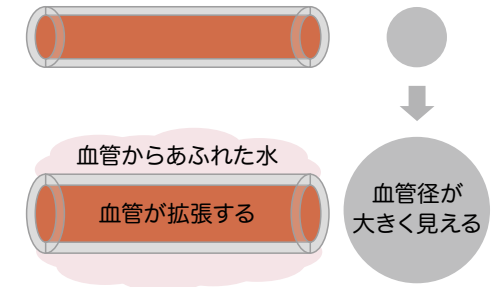 血管からあふれた水
血管が拡張する
血管径が
大きく見える